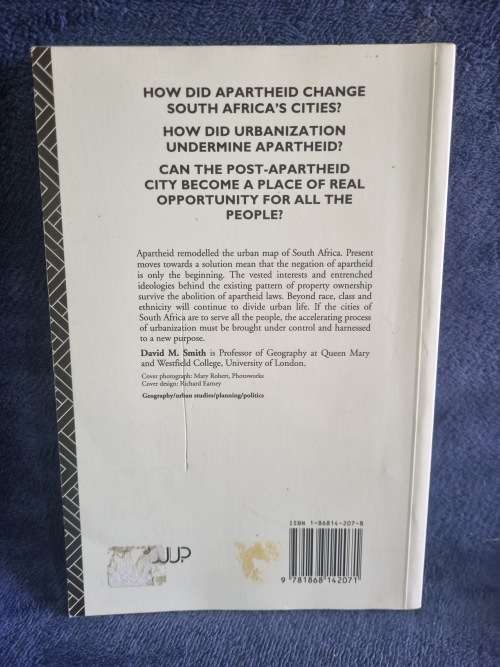 HOW DID APARTHEID CHANGE
SOUTH AFRICA'S CITIES?
HOW DID URBANIZATION
UNDERMINE APARTHEID?
CAN THE POST-APARTHEID
CITY BECOME A PLACE OF REAL
OPPORTUNITY FOR ALL THE
PEOPLE?
Apartheid remodelled the urban map of South Africa. Present
moves towards a solution mean that the negation of apartheid
is only the beginning. The vested interests and entrenched
ideologies behind the existing pattern of property ownership
survive the abolition of apartheid laws. Beyond race, class and
ethnicity will continue to divide urban life. If the cities of
South Africa are to serve all the people, the accelerating process
of urbanization must be brought under control and harnessed
to a new purpose.
David M. Smith is Professor of Geography at Queen Mary
and Westfield College, University of London.
Cover photograph: Mary Robert, Photoworks
Cover design: Richard Earney
Geography/urban studies/planning/politics
ISBN 1-86814-207-8
9 781868 142071